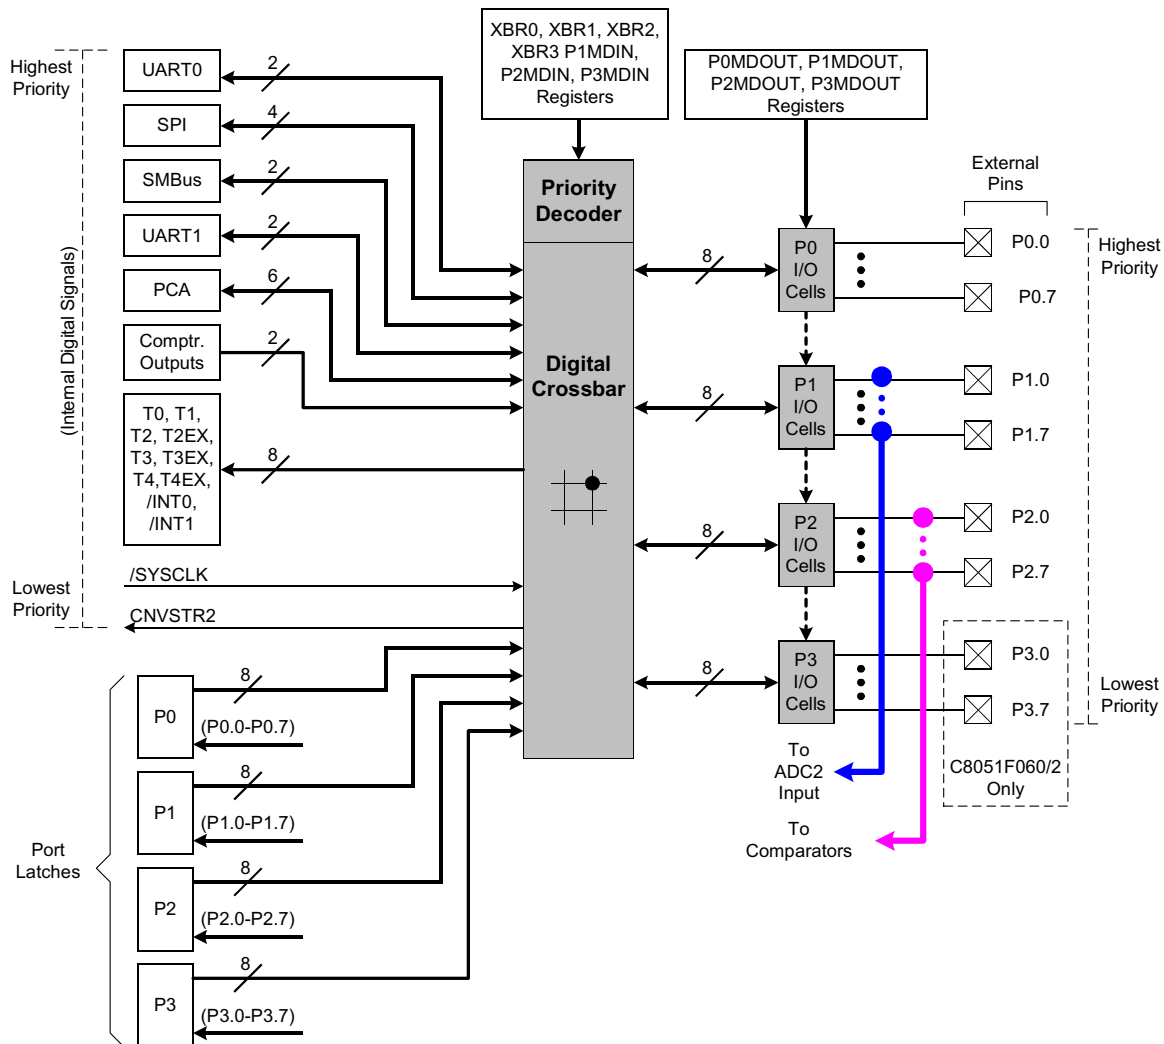 XBR0, XBR1, XBR2,
XBR3 P1MDIN,
P2MDIN, P3MDIN
Registers
P0MDOUT, P1MDOUT,
P2MDOUT, P3MDOUT
Registers
Highest
Priority
UART0
2
SPI
4
SMBus
2
UART1
2
PCA
6
Comptr.
Outputs
2
T0, T1,
T2, T2EX,
T3, T3EX,
T4,T4EX,
/INT0,
/INT1
8
(Internal Digital Signals)
/SYSCLK
CNVSTR2
Lowest
Priority
Priority
Decoder
Digital
Crossbar
External
Pins
8
P0
I/O
Cells
P0.0
P0.7
Highest
Priority
8
P1
I/O
Cells
P1.0
P1.7
8
P2
I/O
Cells
P2.0
P2.7
8
P3
I/O
Cells
P3.0
P3.7
Lowest
Priority
C8051F060/2
Only
To
ADC2
Input
To
Comparators
Port
Latches
P0
8
(P0.0-P0.7)
P1
8
(P1.0-P1.7)
P2
8
(P2.0-P2.7)
P3
8
(P3.0-P3.7)